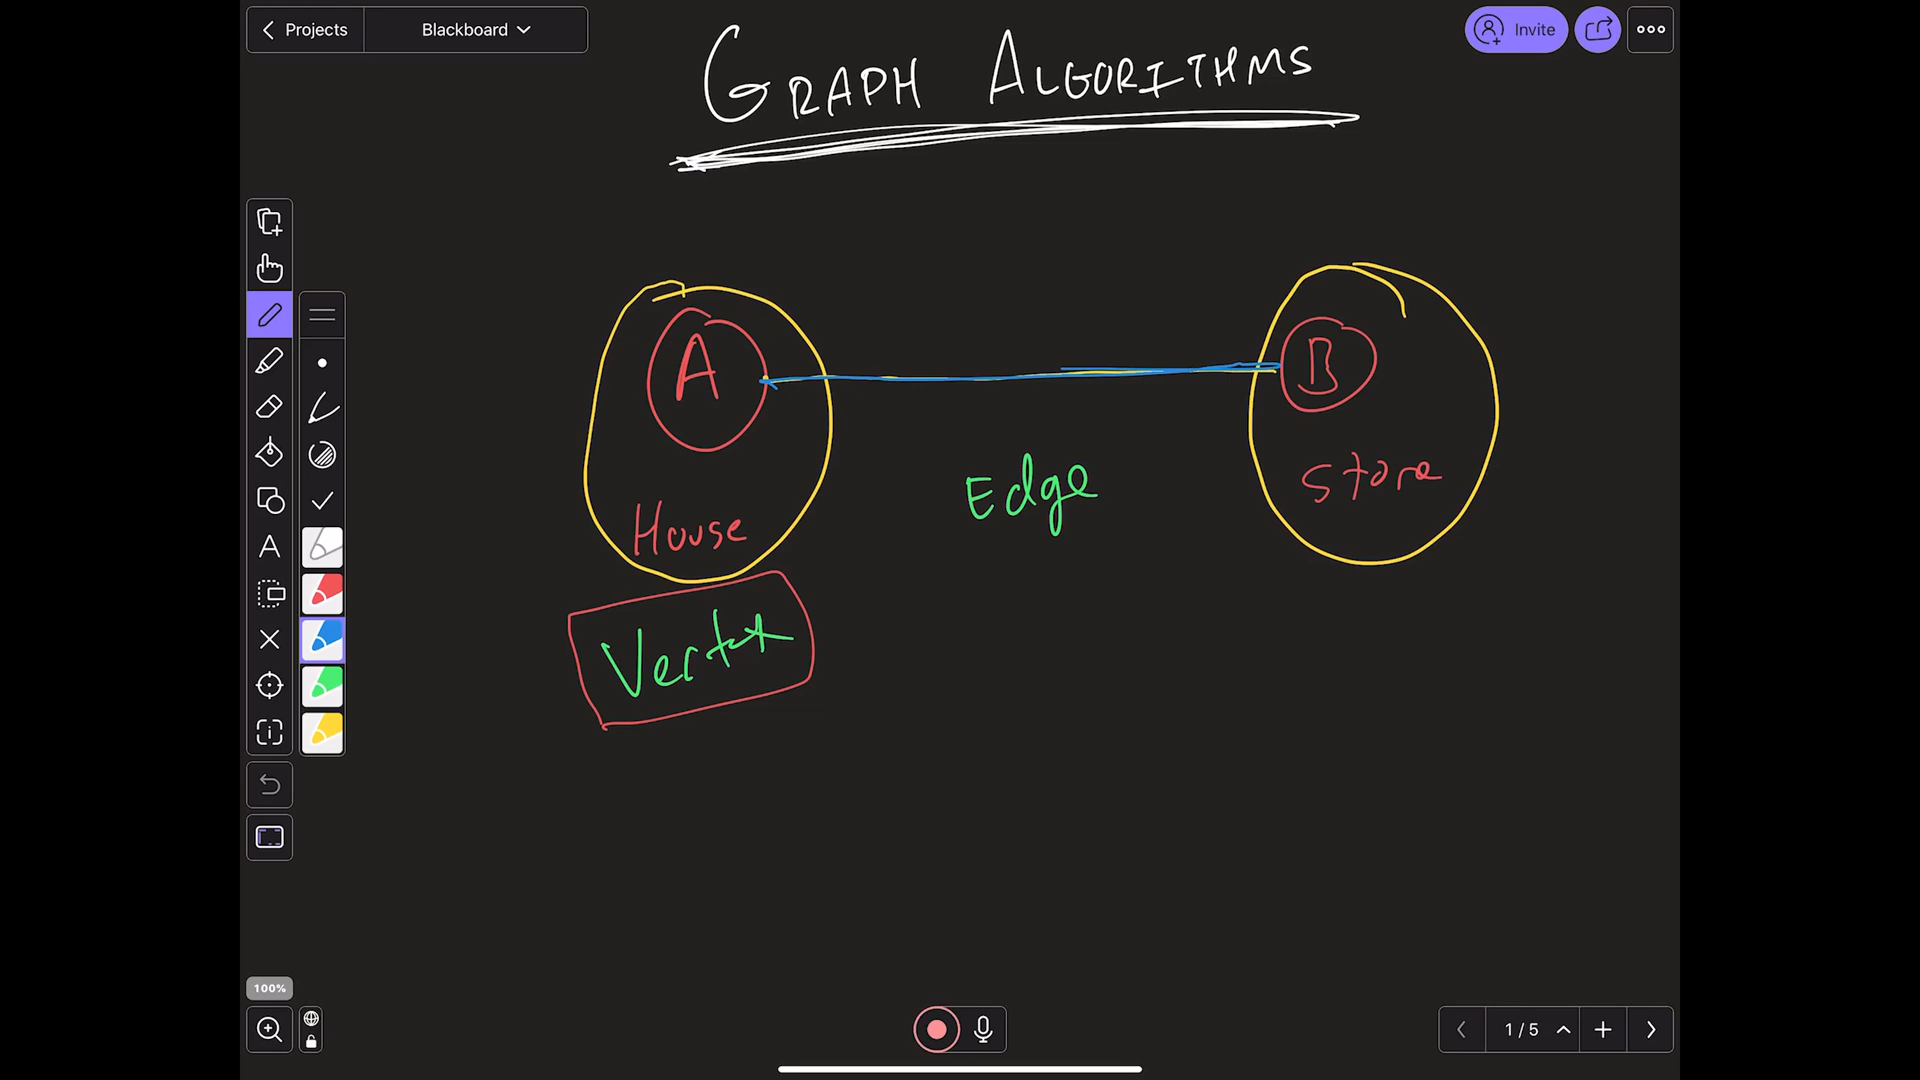 Projects
Blackboard
Invite
GRAPH ALGORITHMS
A
B
Edge
Store
House
Vertex
A
100%
1 / 5